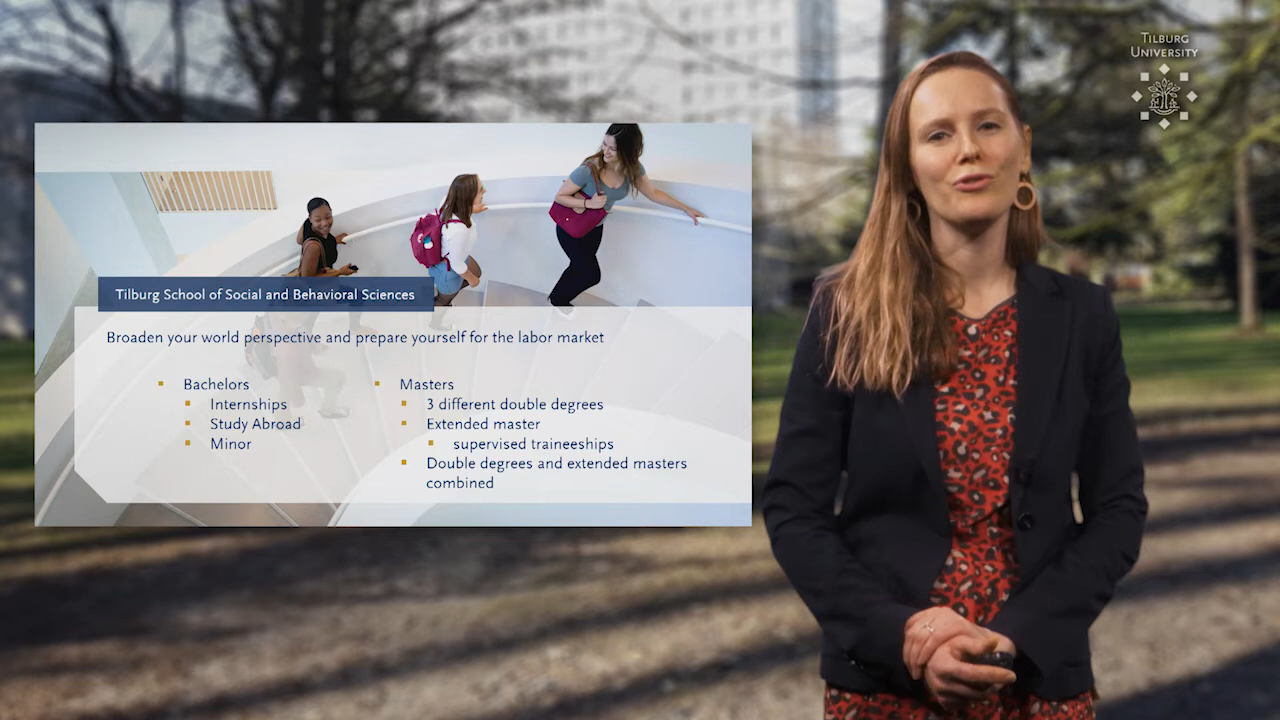 TILBURG
UNIVERSITY
Tilburg School of Social and Behavioral Sciences
Broaden your world perspective and prepare yourself for the labor market
Bachelors
Internships
Study Abroad
Minor
Masters
3 different double degrees
Extended master
supervised traineeships
Double degrees and extended masters
combined